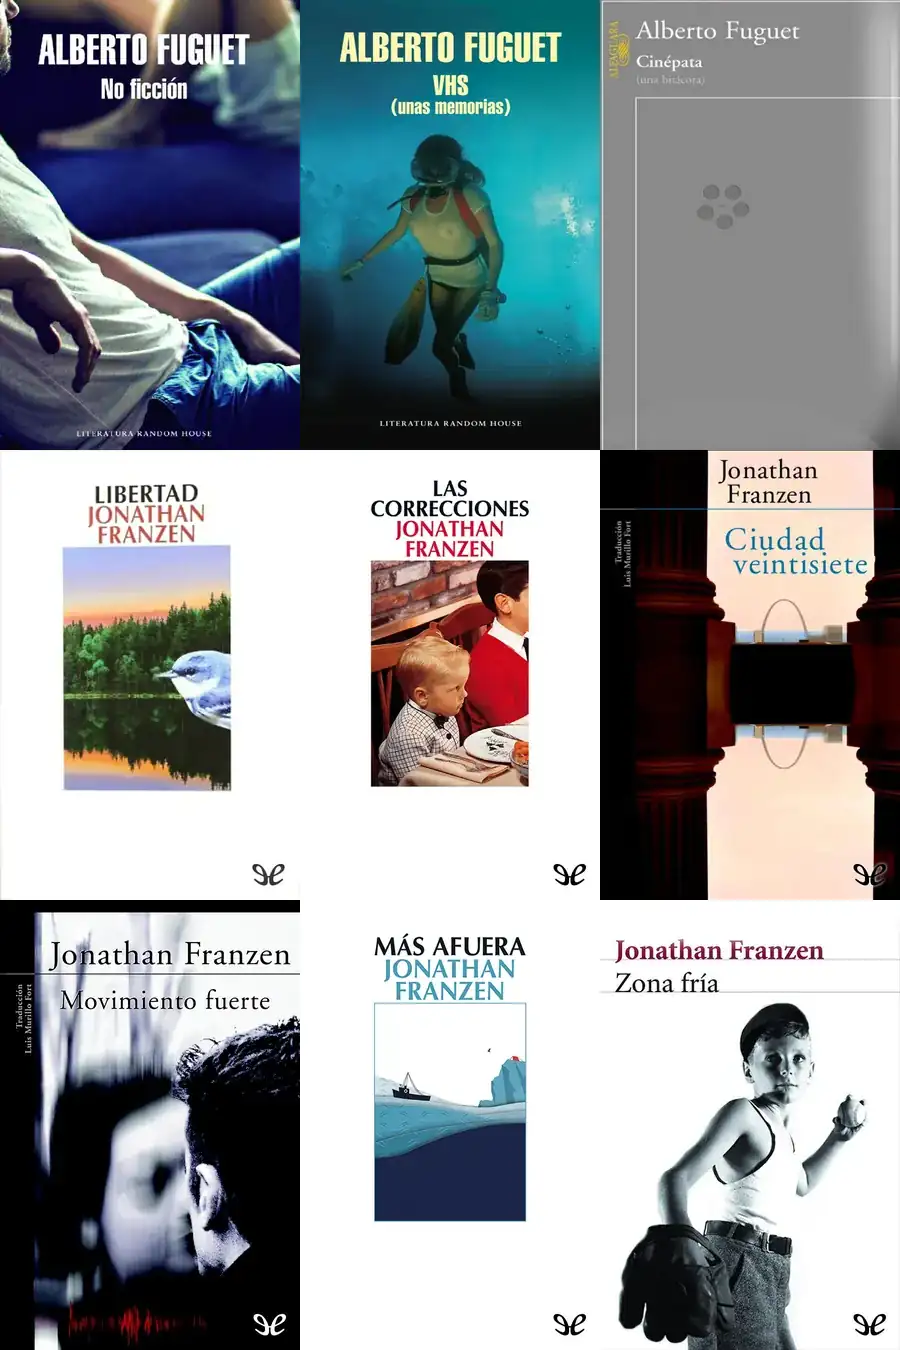 ALBERTO FUGUET
No ficción
LITERATURA RANDOM HOUSE
ALBERTO FUGUET
VHS
(unas memorias)
LITERATURA RANDOM HOUSE
ALFAGUARA
Alberto Fuguet
Cinépata
(una bitácora)
LIBERTAD
JONATHAN
FRANZEN
LAS
CORRECCIONES
JONATHAN
FRANZEN
Jonathan
Franzen
Traducción
Luis Murillo Fort
Ciudad
veintisiete
Jonathan Franzen
Traducción
Luis Murillo Fort
Movimiento fuerte
MÁS AFUERA
JONATHAN
FRANZEN
Jonathan Franzen
Zona fría